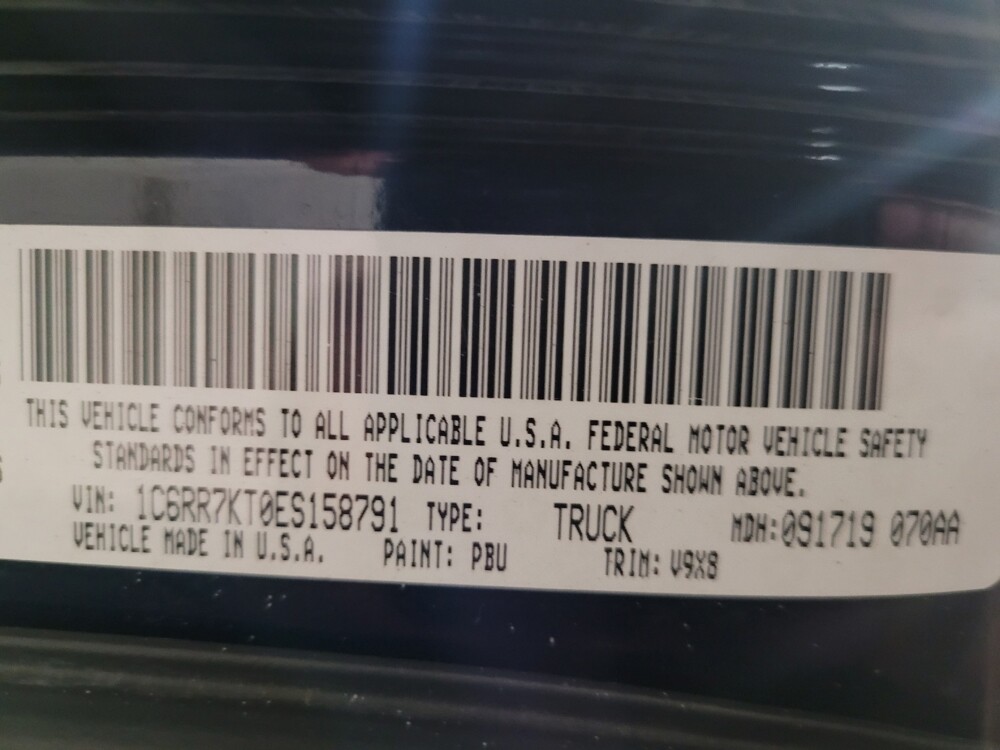 THIS VEHICLE CONFORMS TO ALL APPLICABLE U.S.A. FEDERAL MOTOR VEHICLE SAFETY
STANDARDS IN EFFECT ON THE DATE OF MANUFACTURE SHOWN ABOVE.
VIN: 1C6RR7KT0ES158791 TYPE: TRUCK MDH:091719 070AA
VEHICLE MADE IN U.S.A. PAINT: PBU TRIM: V9X8